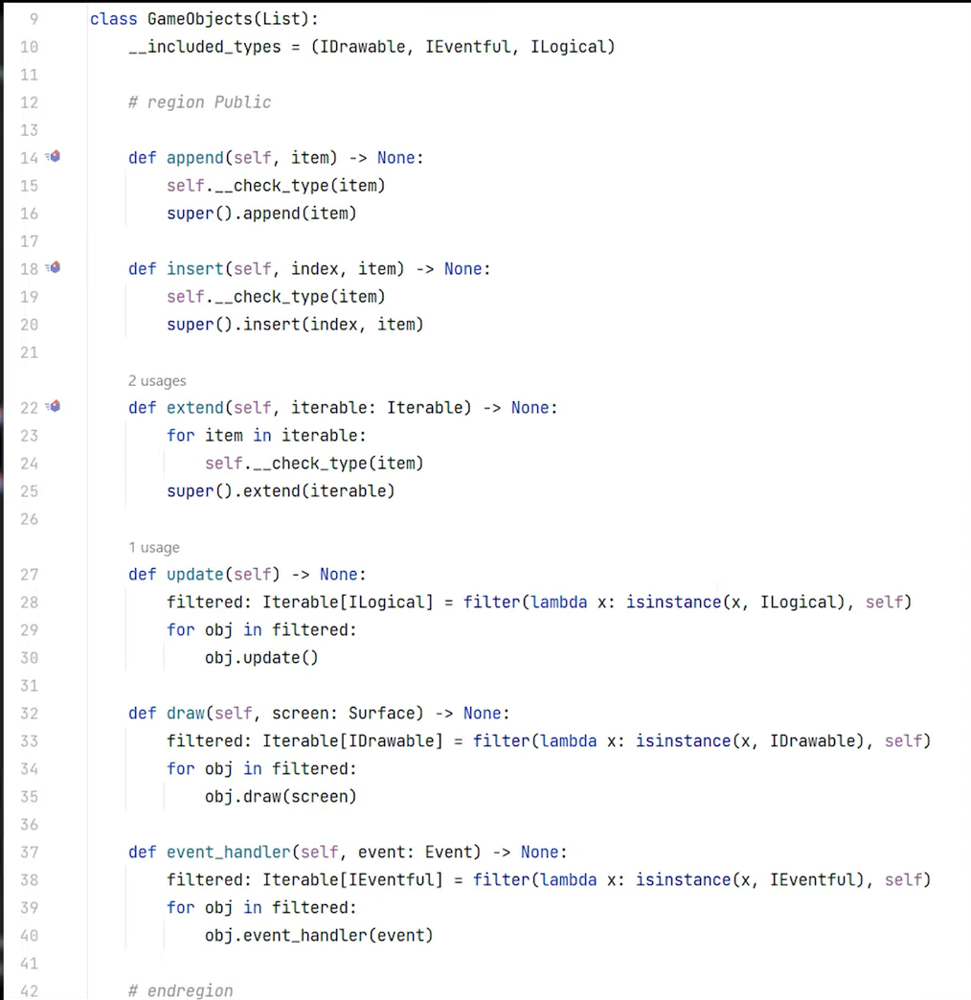 9 class GameObjects(List):
10 __included_types = (IDrawable, IEventful, ILogical)
11
12 # region Public
13
14 def append(self, item) -> None:
15 self.__check_type(item)
16 super().append(item)
17
18 def insert(self, index, item) -> None:
19 self.__check_type(item)
20 super().insert(index, item)
21
2 usages
22 def extend(self, iterable: Iterable) -> None:
23 for item in iterable:
24 self.__check_type(item)
25 super().extend(iterable)
26
1 usage
27 def update(self) -> None:
28 filtered: Iterable[ILogical] = filter(lambda x: isinstance(x, ILogical), self)
29 for obj in filtered:
30 obj.update()
31
32 def draw(self, screen: Surface) -> None:
33 filtered: Iterable[IDrawable] = filter(lambda x: isinstance(x, IDrawable), self)
34 for obj in filtered:
35 obj.draw(screen)
36
37 def event_handler(self, event: Event) -> None:
38 filtered: Iterable[IEventful] = filter(lambda x: isinstance(x, IEventful), self)
39 for obj in filtered:
40 obj.event_handler(event)
41
42 # endregion